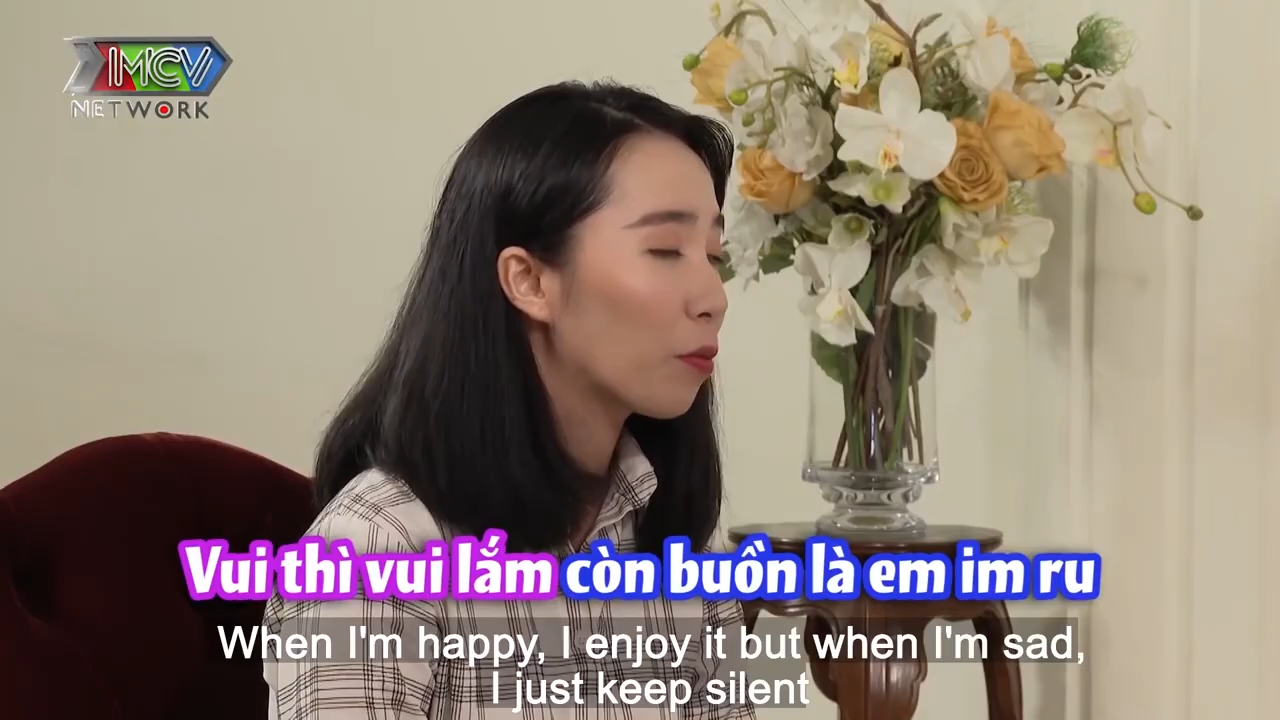 MCV
NETWORK
Vui thì vui lắm còn buồn là em im ru
When I'm happy, I enjoy it but when I'm sad,
I just keep silent